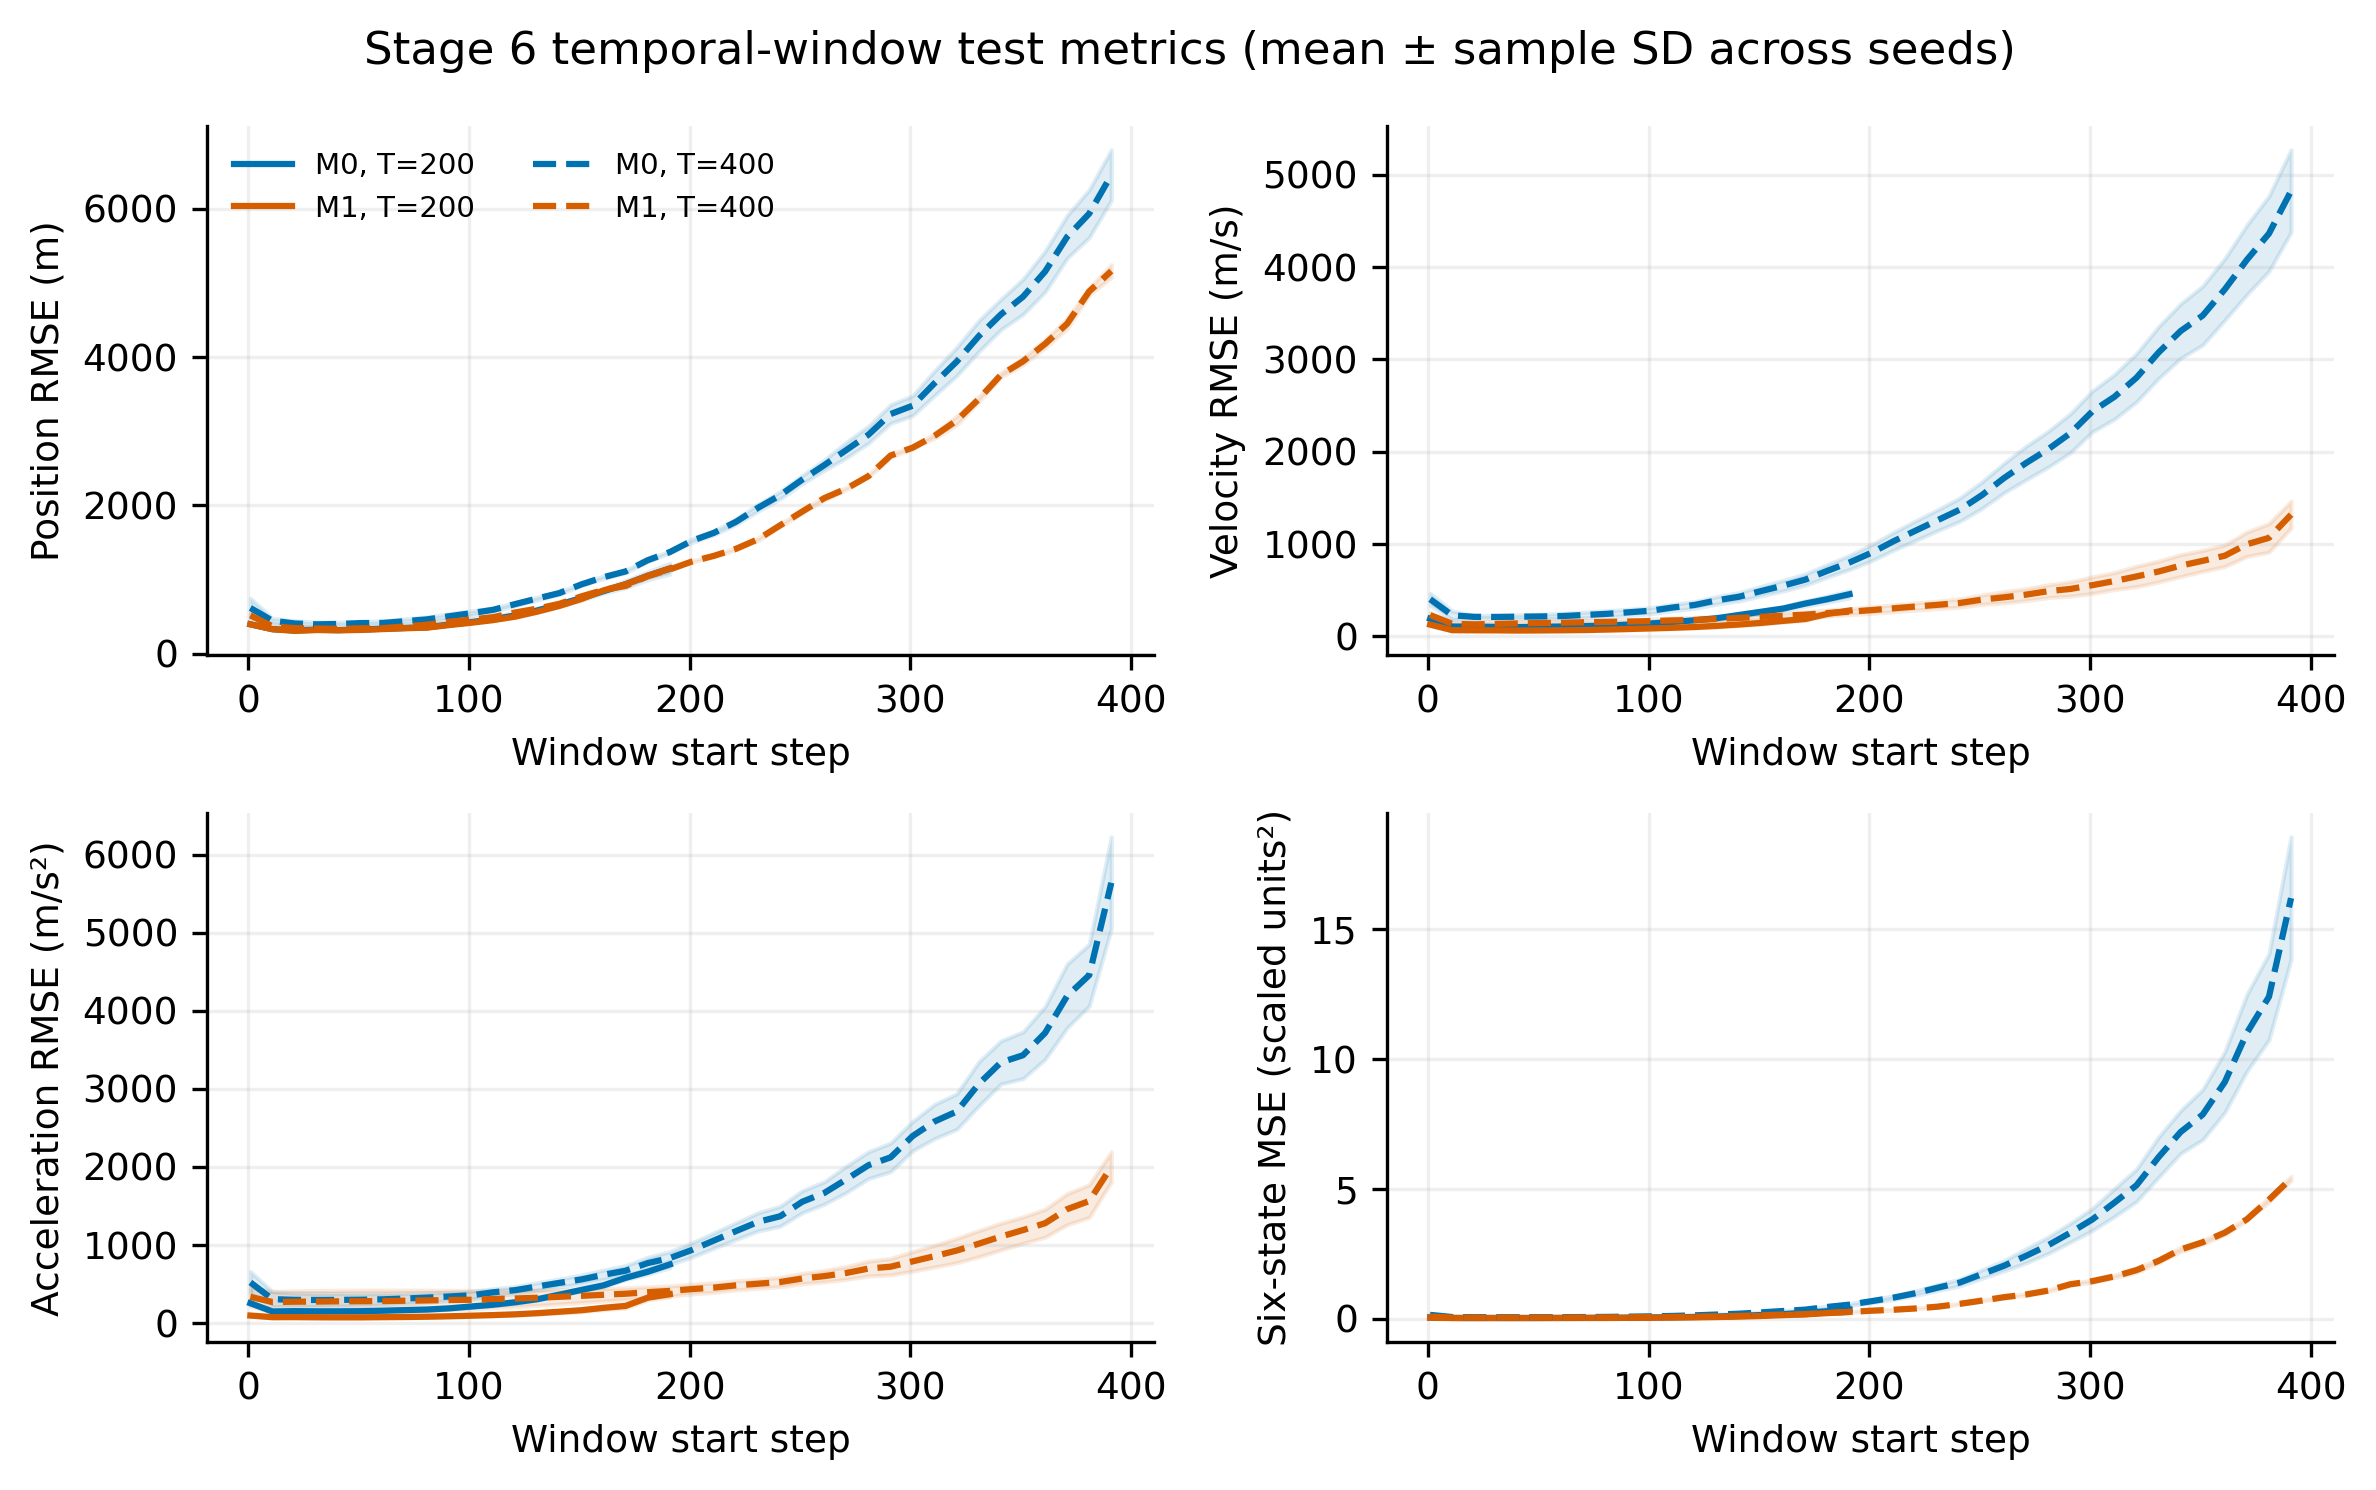 Stage 6 temporal-window test metrics (mean ± sample SD across seeds)
M0, T=200
M1, T=200
M0, T=400
M1, T=400
Position RMSE (m)
6000
4000
2000
0
0 100 200 300 400
Window start step
Velocity RMSE (m/s)
5000
4000
3000
2000
1000
0
0 100 200 300 400
Window start step
Acceleration RMSE (m/s²)
6000
5000
4000
3000
2000
1000
0
0 100 200 300 400
Window start step
Six-state MSE (scaled units²)
15
10
5
0
0 100 200 300 400
Window start step